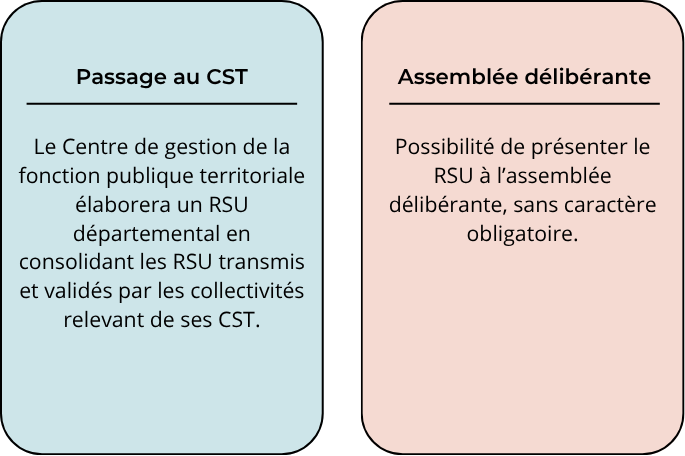 Passage au CST
Le Centre de gestion de la
fonction publique territoriale
élaborera un RSU
départemental en
consolidant les RSU transmis
et validés par les collectivités
relevant de ses CST.
Assemblée délibérante
Possibilité de présenter le
RSU à l’assemblée
délibérante, sans caractère
obligatoire.